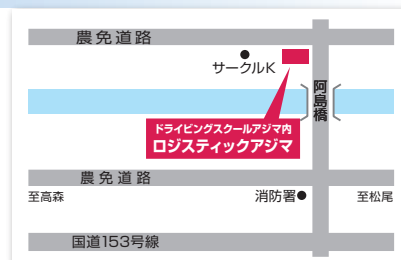 農免道路
サークルK
阿島橋
ドライビングスクールアジマ内
ロジスティックアジマ
農免道路
至高森
消防署
至松尾
国道153号線